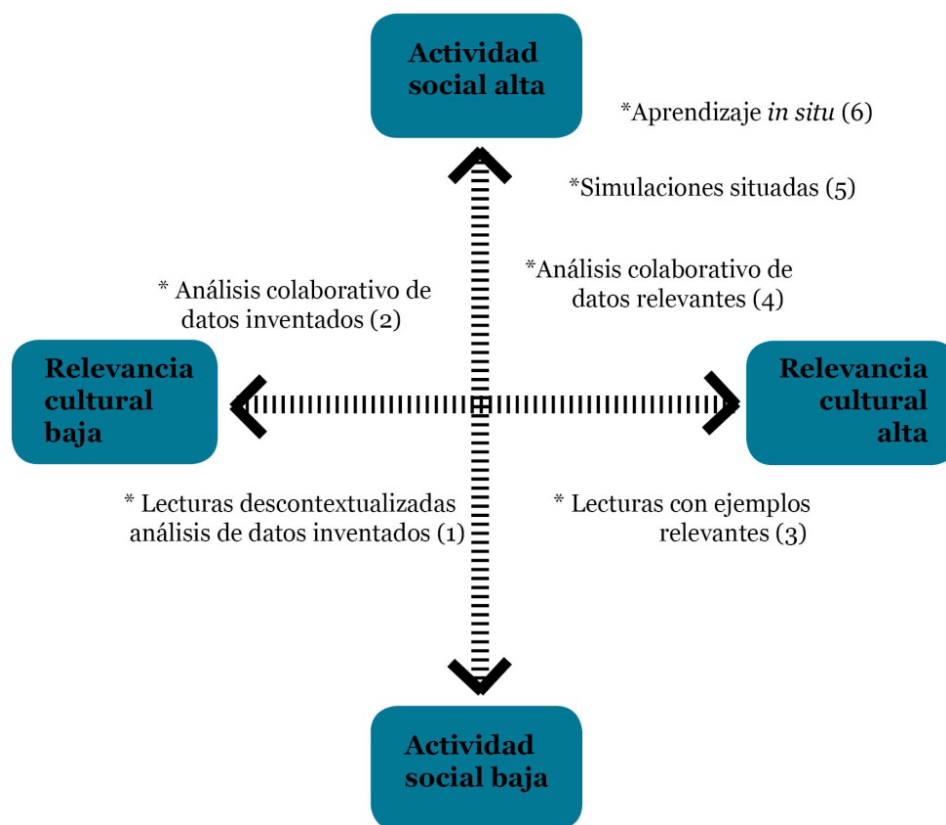 Actividad
social alta
*Aprendizaje in situ (6)
*Simulaciones situadas (5)
*Análisis colaborativo de
datos relevantes (4)
* Análisis colaborativo de
datos inventados (2)
Relevancia
cultural
baja
Relevancia
cultural
alta
* Lecturas descontextualizadas
análisis de datos inventados (1)
* Lecturas con ejemplos
relevantes (3)
Actividad
social baja